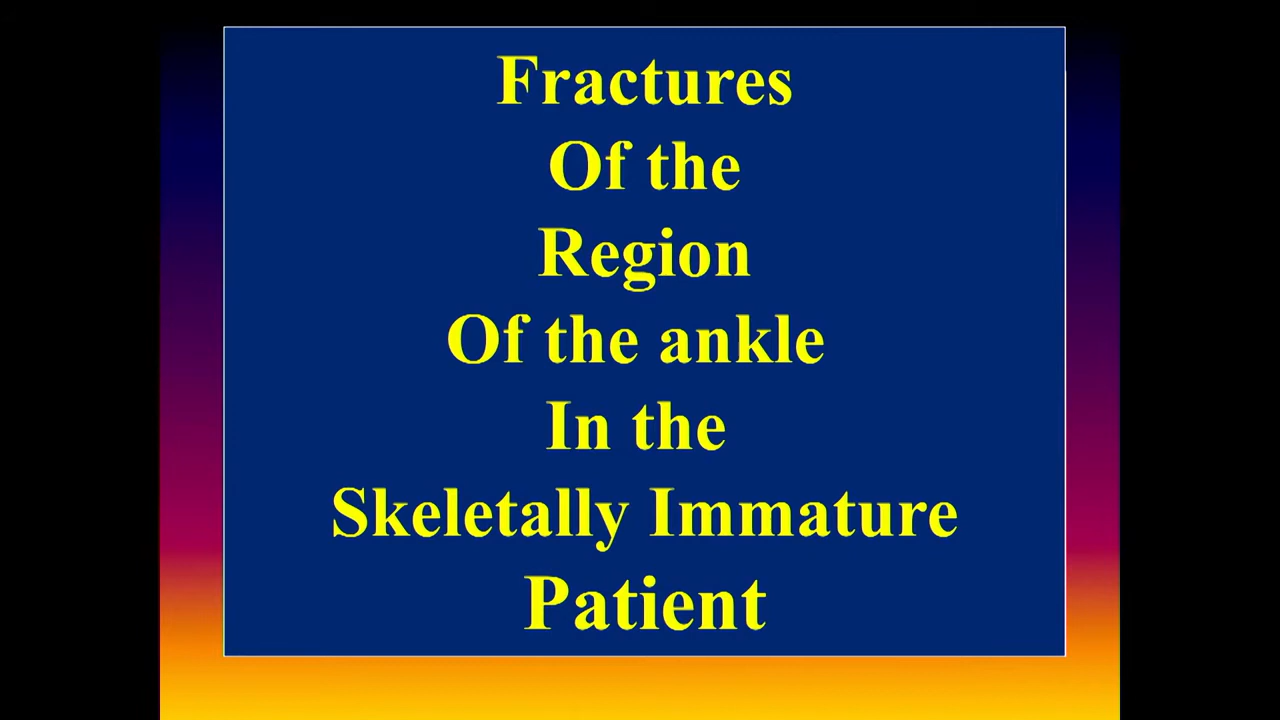 Fractures
Of the
Region
Of the ankle
In the
Skeletally Immature
Patient